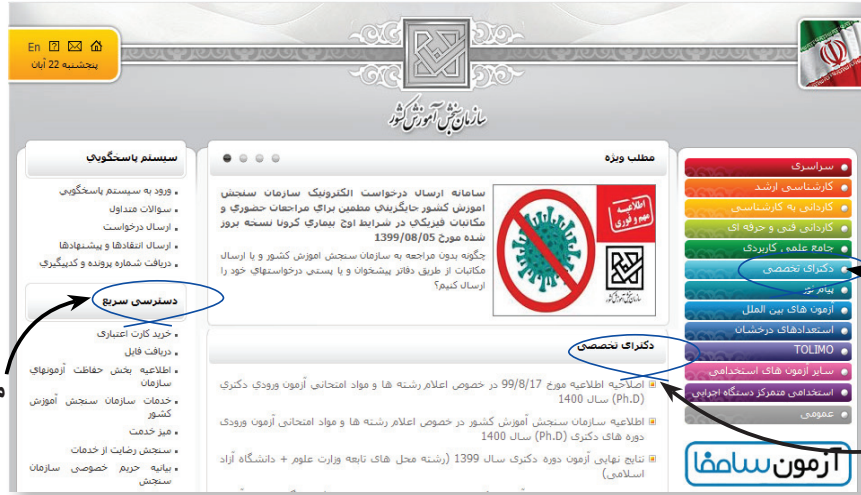 En
پنجشنبه 22 آبان
سازمان سنجش آموزش کشور
سراسری
کارشناسی ارشد
کاردانی به کارشناسی
کاردانی فنی و حرفه ای
جامع علمی کاربردی
دکترای تخصصی
پیام نور
آزمون های بین الملل
استعدادهای درخشان
TOLIMO
سایر آزمون های استخدامی
استخدامی متمرکز دستگاه اجرایی
عمومی
آزمون سامفا
مطلب ویژه
اطلاعیه
مهم و فوری
سازمان سنجش آموزش کشور
سامانه ارسال درخواست الکترونیک سازمان سنجش
آموزش کشور جایگزینی مطمین برای مراجعات حضوری و
مکاتبات فیزیکی در شرایط اوج بیماری کرونا نسخه بروز
شده مورخ 1399/08/05
چگونه بدون مراجعه به سازمان سنجش آموزش کشور و یا ارسال
مکاتبات از طریق دفاتر پیشخوان و یا پستی درخواستهای خود را
ارسال کنیم؟
دکترای تخصصی
اصلاحیه اطلاعیه مورخ 99/8/17 در خصوص اعلام رشته ها و مواد امتحانی آزمون ورودی دکتری
(Ph.D) سال 1400
اطلاعیه سازمان سنجش آموزش کشور در خصوص اعلام رشته ها و مواد امتحانی آزمون ورودی
دوره های دکتری (Ph.D) سال 1400
نتایج نهایی آزمون دوره دکتری سال 1399 (رشته محل های تابعه وزارت علوم + دانشگاه آزاد
اسلامی)
سیستم پاسخگویی
ورود به سیستم پاسخگویی
سوالات متداول
ارسال درخواست
ارسال انتقادها و پیشنهادها
دریافت شماره پرونده و کدپیگیری
دسترسی سریع
خرید کارت اعتباری
دریافت فایل
اطلاعیه بخش حفاظت آزمونهای
سازمان
خدمات سازمان سنجش آموزش
کشور
میز خدمت
سنجش رضایت از خدمات
بیانیه حریم خصوصی سازمان
سنجش